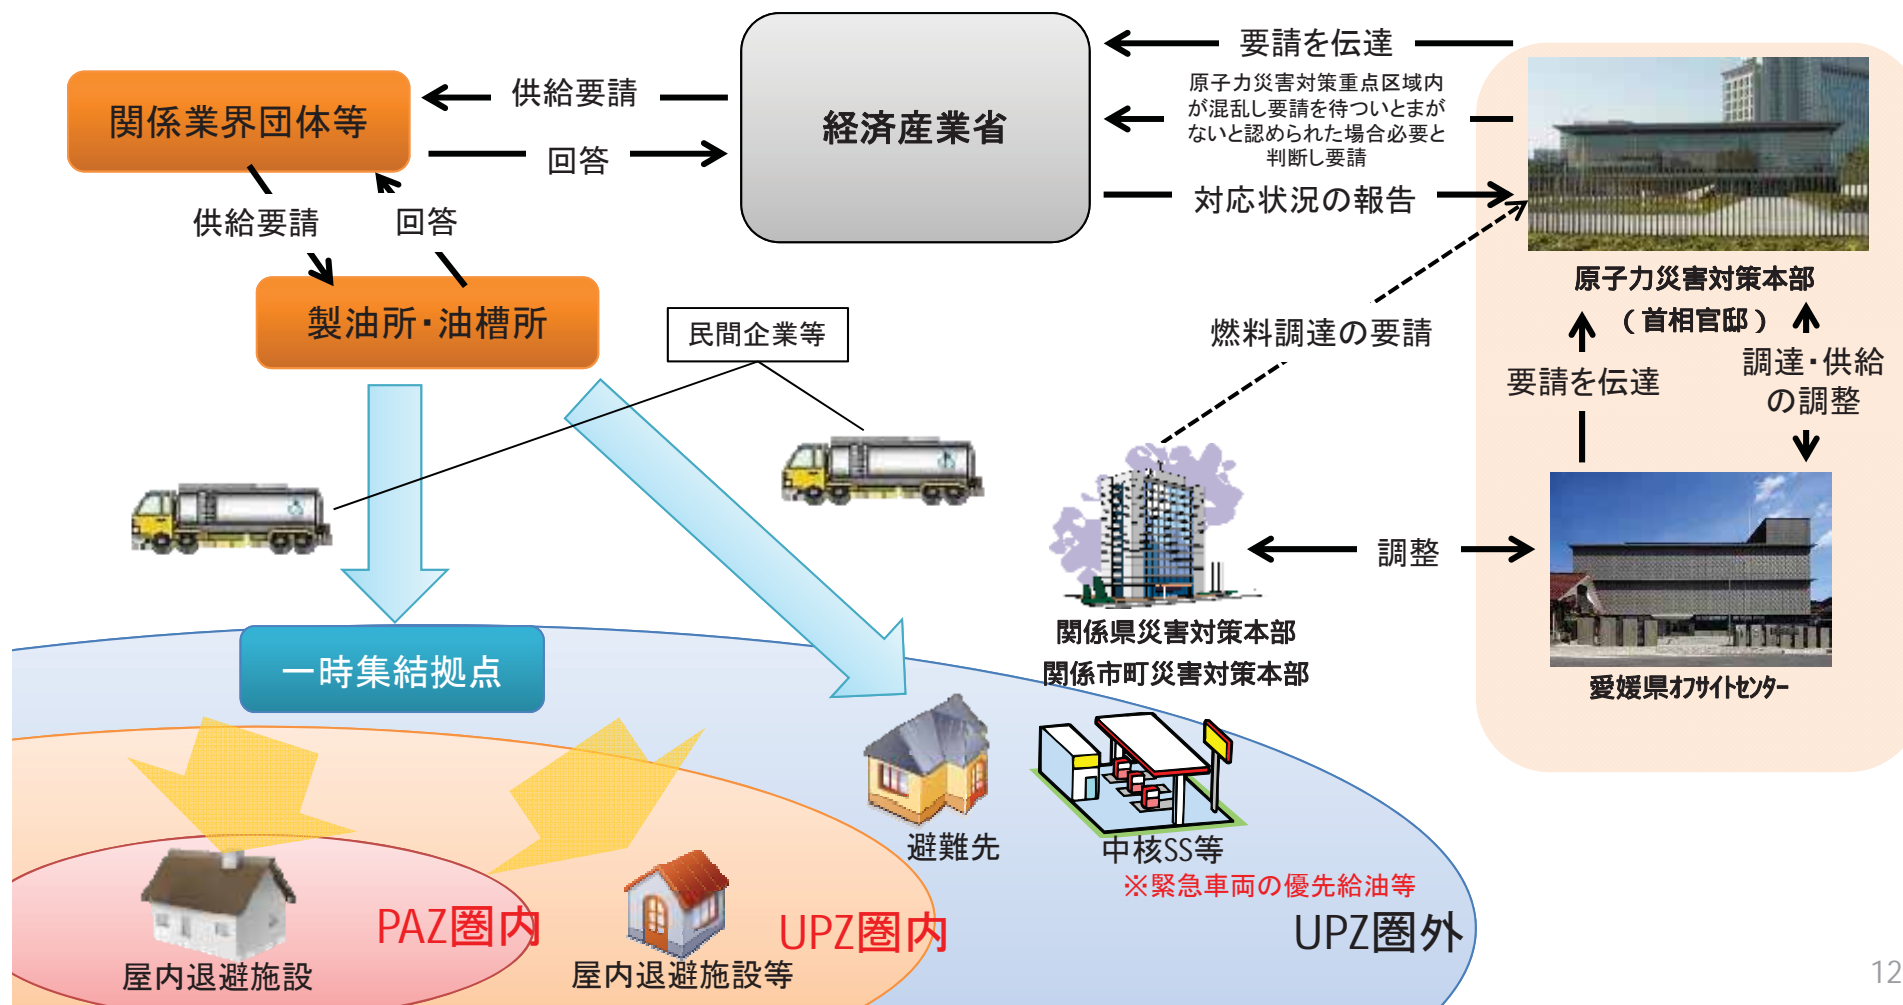 要請を伝達
原子力災害対策重点区域内
が混乱し要請を待ついとまが
ないと認められた場合必要と
判断し要請
対応状況の報告
経済産業省
供給要請
回答
関係業界団体等
供給要請
回答
製油所・油槽所
民間企業等
燃料調達の要請
原子力災害対策本部
（首相官邸）
要請を伝達
調達・供給
の調整
調整
関係県災害対策本部
関係市町災害対策本部
愛媛県ｵﾌｻｲﾄｾﾝﾀｰ
一時集結拠点
避難先
中核SS等
※緊急車両の優先給油等
PAZ圏内
UPZ圏内
UPZ圏外
屋内退避施設
屋内退避施設等
12